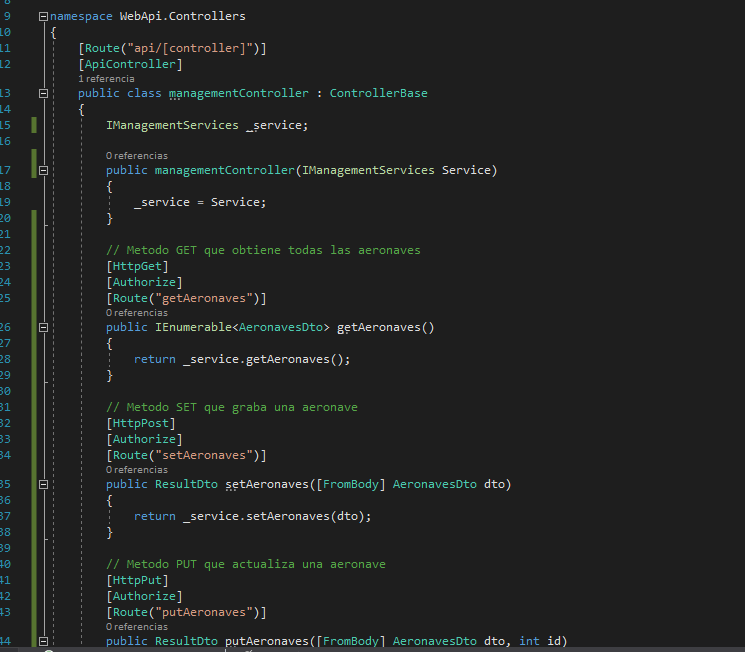 9 namespace WebApi.Controllers
10 {
11 [Route("api/[controller]")]
12 [ApiController]
1 referencia
13 public class managementController : ControllerBase
14 {
15 IManagementServices _service;
16
0 referencias
17 public managementController(IManagementServices Service)
18 {
19 _service = Service;
20 }
21
22 // Metodo GET que obtiene todas las aeronaves
23 [HttpGet]
24 [Authorize]
25 [Route("getAeronaves")]
0 referencias
26 public IEnumerable<AeronavesDto> getAeronaves()
27 {
28 return _service.getAeronaves();
29 }
30
31 // Metodo SET que graba una aeronave
32 [HttpPost]
33 [Authorize]
34 [Route("setAeronaves")]
0 referencias
35 public ResultDto setAeronaves([FromBody] AeronavesDto dto)
36 {
37 return _service.setAeronaves(dto);
38 }
39
40 // Metodo PUT que actualiza una aeronave
41 [HttpPut]
42 [Authorize]
43 [Route("putAeronaves")]
0 referencias
44 public ResultDto putAeronaves([FromBody] AeronavesDto dto, int id)